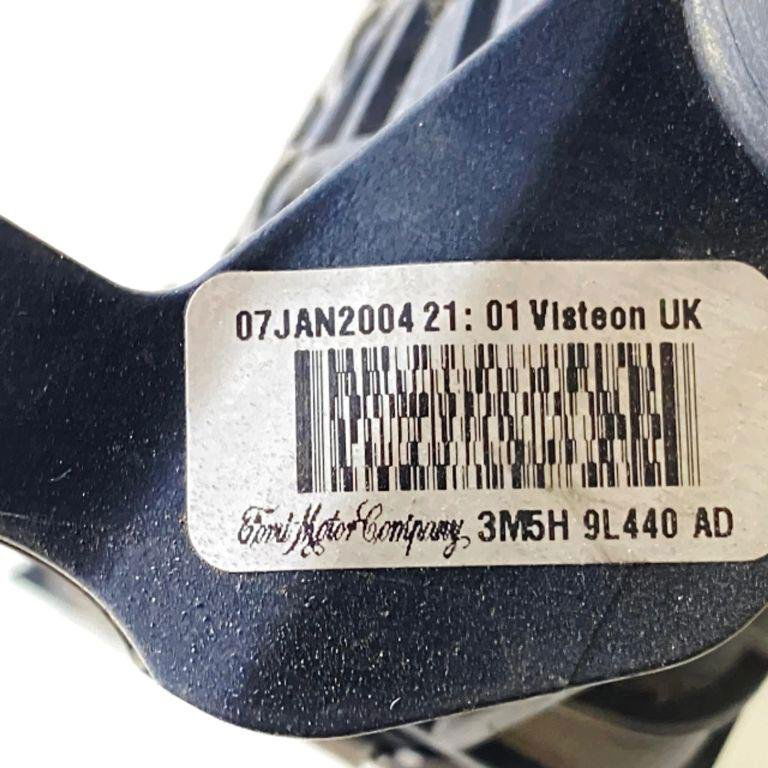 07JAN2004 21: 01 Visteon UK
Ford Motor Company 3M5H 9L440 AD